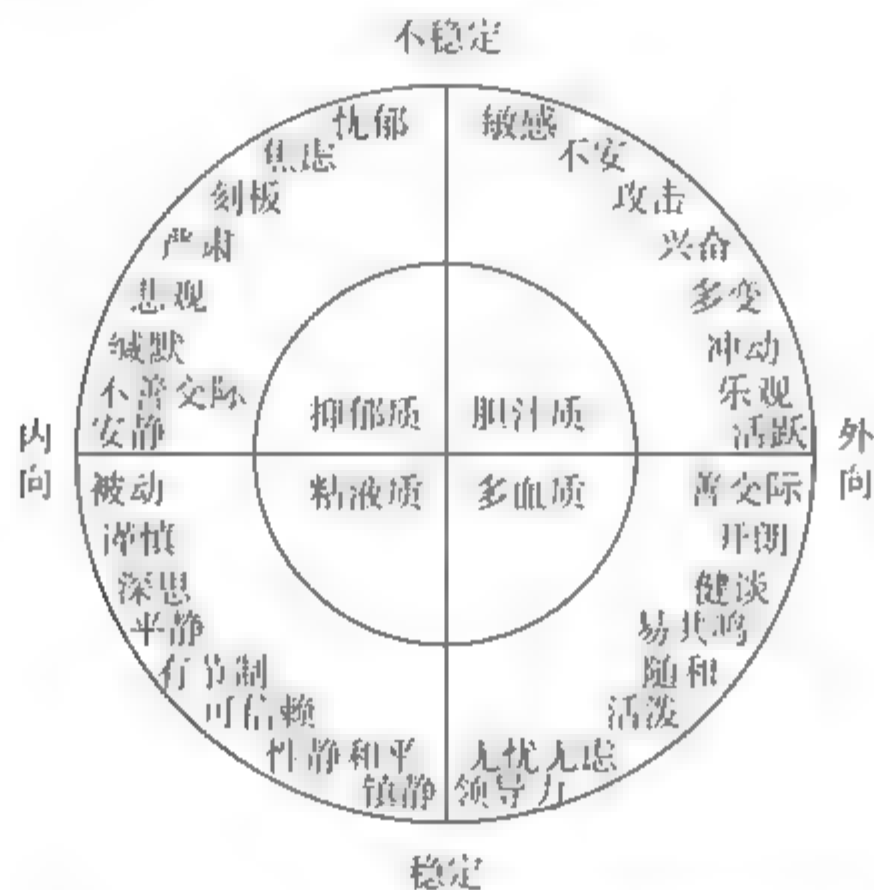 不稳定
忧郁
敏感
焦虑
不安
刻板
攻击
严肃
兴奋
悲观
多变
缄默
冲动
不善交际
乐观
安静
活跃
抑郁质
胆汁质
内向
外向
粘液质
多血质
被动
善交际
谨慎
开朗
深思
健谈
平静
易共鸣
有节制
随和
可信赖
活泼
性静和平
无忧无虑
镇静
领导力
稳定